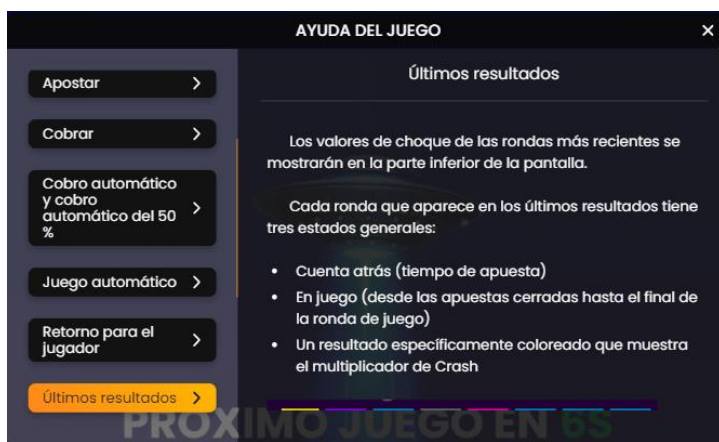 AYUDA DEL JUEGO
×
Apostar
Cobrar
Cobro automático
y cobro
automático del 50
%
Juego automático
Retorno para el
jugador
Últimos resultados
Últimos resultados
Los valores de choque de las rondas más recientes se
mostrarán en la parte inferior de la pantalla.
Cada ronda que aparece en los últimos resultados tiene
tres estados generales:
• Cuenta atrás (tiempo de apuesta)
• En juego (desde las apuestas cerradas hasta el final de
la ronda de juego)
• Un resultado específicamente coloreado que muestra
el multiplicador de Crash
PROXIMO JUEGO EN 6S